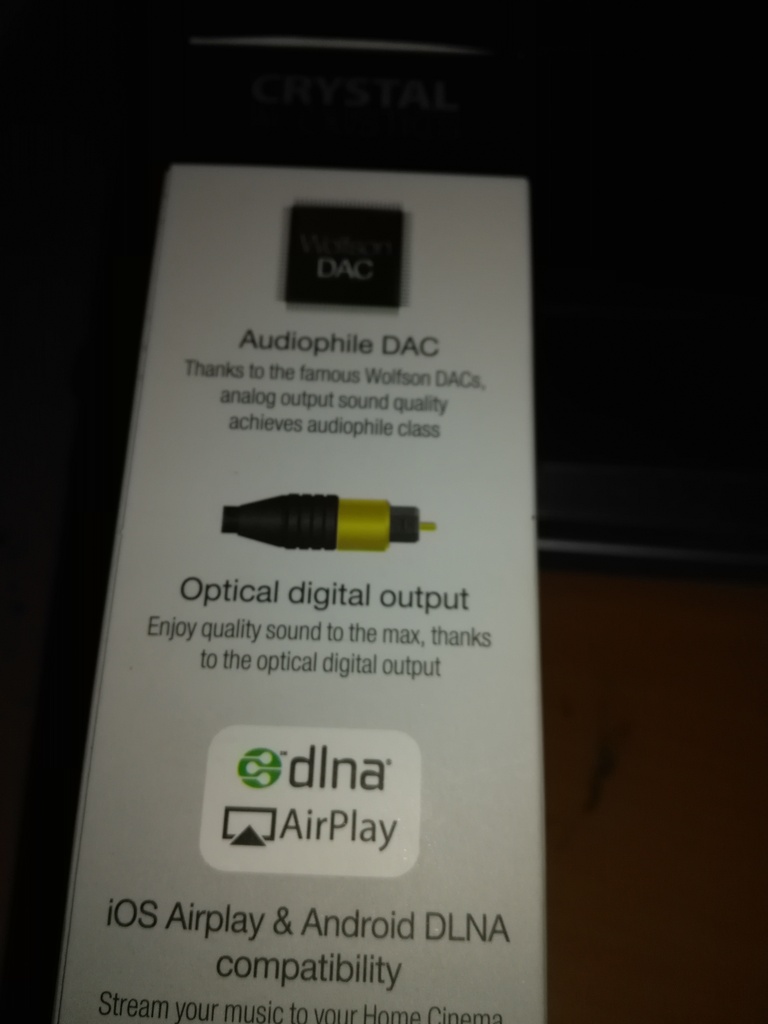 CRYSTAL
Wolfson
DAC
Audiophile DAC
Thanks to the famous Wolfson DACs,
analog output sound quality
achieves audiophile class
Optical digital output
Enjoy quality sound to the max, thanks
to the optical digital output
dlna
AirPlay
iOS Airplay & Android DLNA
compatibility
Stream your music to your Home Cinema